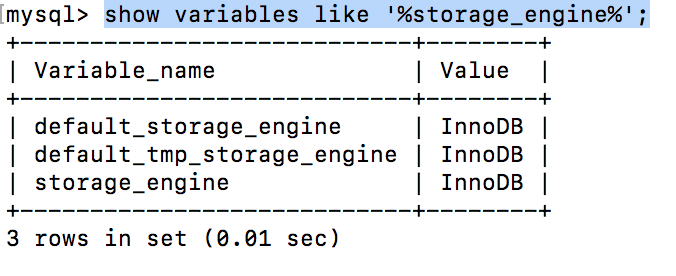 [mysql> show variables like '%storage_engine%';
+----------------------------+--------+
| Variable_name              | Value  |
+----------------------------+--------+
| default_storage_engine     | InnoDB |
| default_tmp_storage_engine | InnoDB |
| storage_engine             | InnoDB |
+----------------------------+--------+
3 rows in set (0.01 sec)